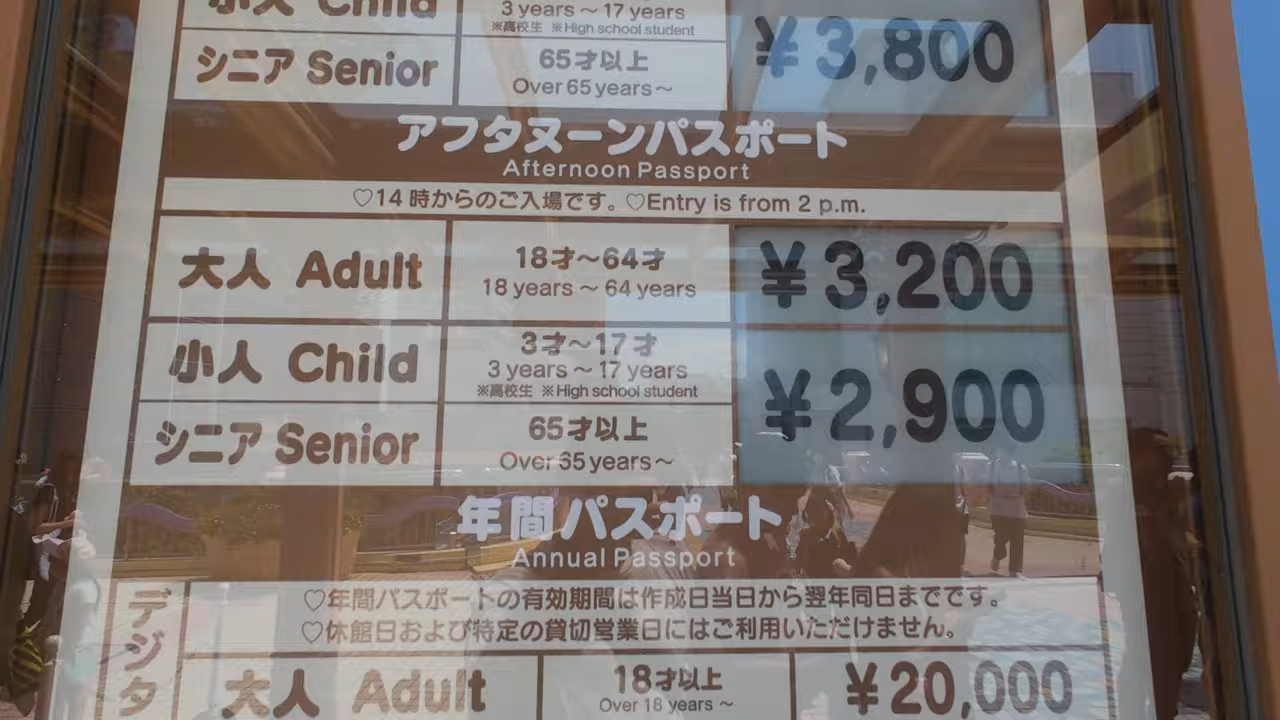 小人 Child
3 years ～ 17 years
※高校生 ※High school student
¥3,800
シニア Senior
65才以上
Over 65 years～
アフタヌーンパスポート
Afternoon Passport
♡14時からのご入場です。♡Entry is from 2 p.m.
大人 Adult
18才～64才
18 years ～ 64 years
¥3,200
小人 Child
3才～17才
3 years ～ 17 years
※高校生 ※High school student
¥2,900
シニア Senior
65才以上
Over 65 years～
年間パスポート
Annual Passport
デジタ
♡年間パスポートの有効期間は作成日当日から翌年同日までです。
♡休館日および特定の貸切営業日にはご利用いただけません。
大人 Adult
18才以上
Over 18 years ～
¥20,000